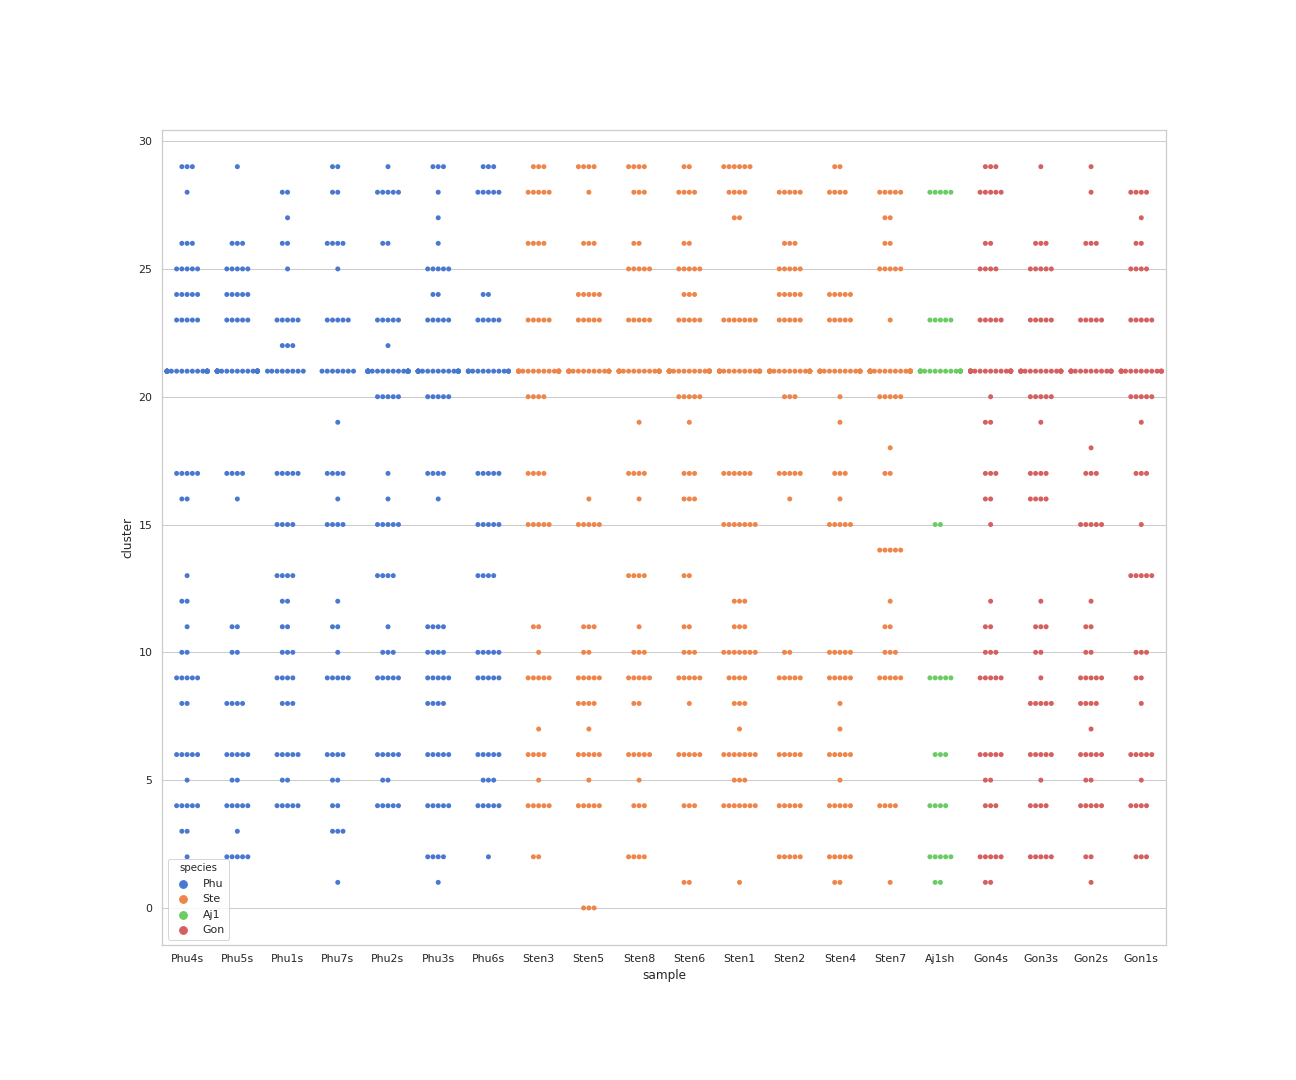 30
25
20
15
10
5
0
cluster
species
Phu
Ste
Aj1
Gon
Phu4s Phu5s Phu1s Phu7s Phu2s Phu3s Phu6s Sten3 Sten5 Sten8 Sten6 Sten1 Sten2 Sten4 Sten7 Aj1sh Gon4s Gon3s Gon2s Gon1s
sample